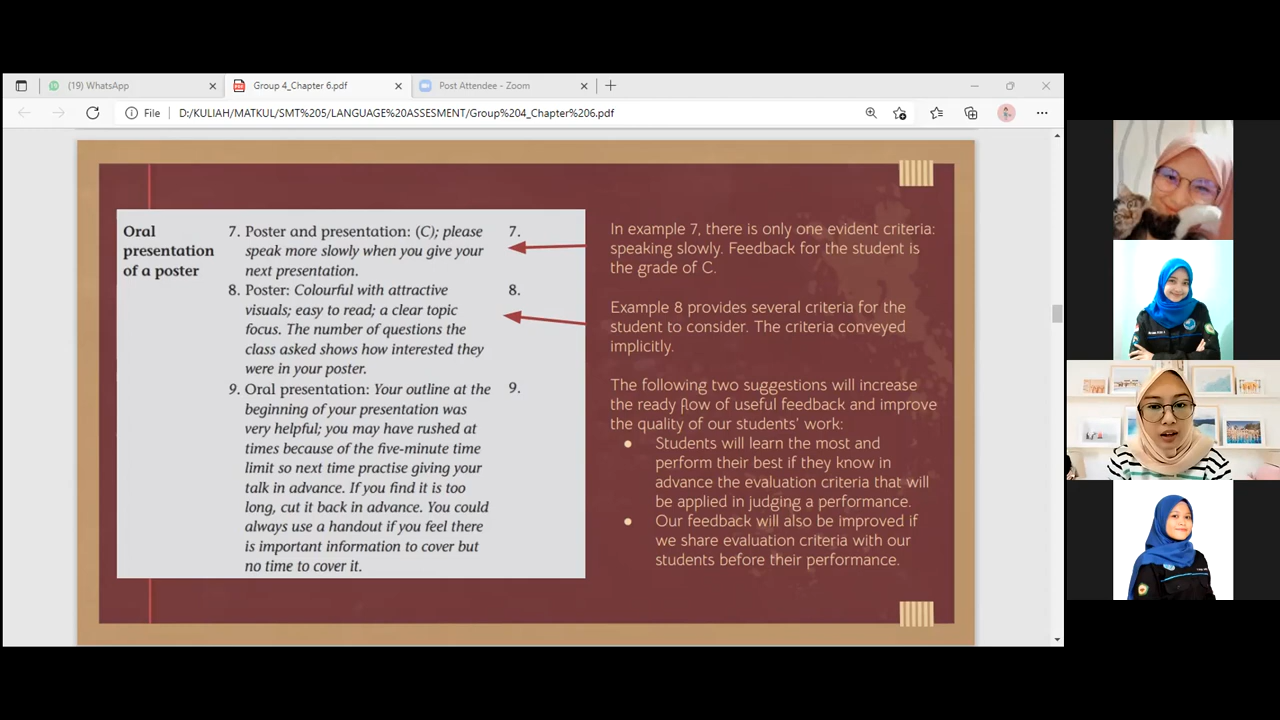 (19) WhatsApp
Group 4_Chapter 6.pdf
Post Attendee - Zoom
File
D:/KULIAH/MATKUL/SMT%205/LANGUAGE%20ASSESMENT/Group%204_Chapter%206.pdf
Oral
presentation
of a poster
7. Poster and presentation: (C); please
speak more slowly when you give your
next presentation.
8. Poster: Colourful with attractive
visuals; easy to read; a clear topic
focus. The number of questions the
class asked shows how interested they
were in your poster.
9. Oral presentation: Your outline at the
beginning of your presentation was
very helpful; you may have rushed at
times because of the five-minute time
limit so next time practise giving your
talk in advance. If you find it is too
long, cut it back in advance. You could
always use a handout if you feel there
is important information to cover but
no time to cover it.
7.
8.
9.
In example 7, there is only one evident criteria:
speaking slowly. Feedback for the student is
the grade of C.
Example 8 provides several criteria for the
student to consider. The criteria conveyed
implicitly.
The following two suggestions will increase
the ready flow of useful feedback and improve
the quality of our students' work:
● Students will learn the most and
perform their best if they know in
advance the evaluation criteria that will
be applied in judging a performance.
● Our feedback will also be improved if
we share evaluation criteria with our
students before their performance.